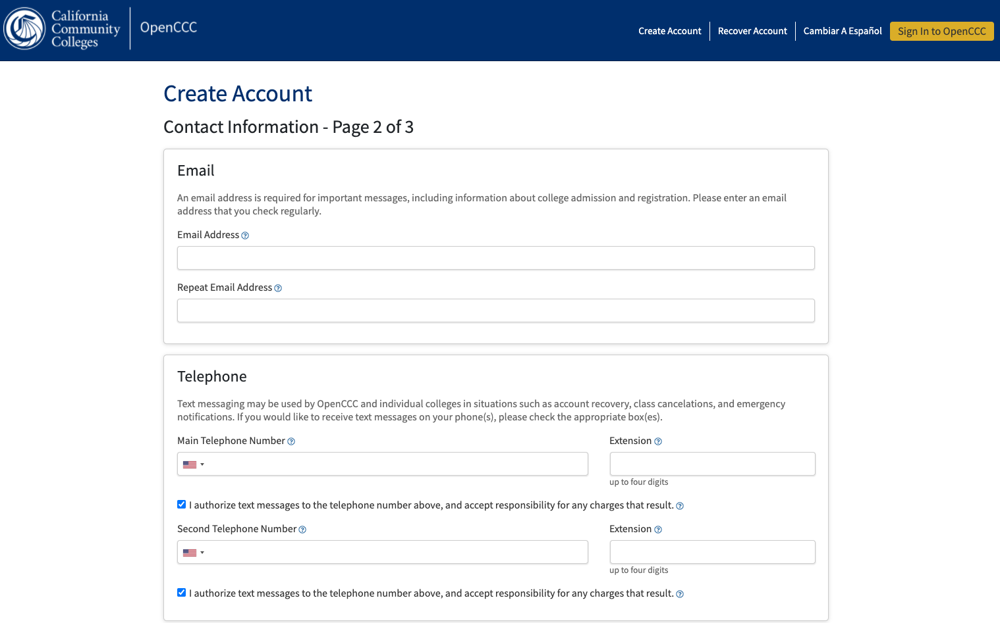 California
Community
Colleges
OpenCCC
Create Account
Recover Account
Cambiar A Español
Sign In to OpenCCC
Create Account
Contact Information - Page 2 of 3
Email
An email address is required for important messages, including information about college admission and registration. Please enter an email
address that you check regularly.
Email Address
Repeat Email Address
Telephone
Text messaging may be used by OpenCCC and individual colleges in situations such as account recovery, class cancelations, and emergency
notifications. If you would like to receive text messages on your phone(s), please check the appropriate box(es).
Main Telephone Number
Extension
up to four digits
I authorize text messages to the telephone number above, and accept responsibility for any charges that result.
Second Telephone Number
Extension
up to four digits
I authorize text messages to the telephone number above, and accept responsibility for any charges that result.